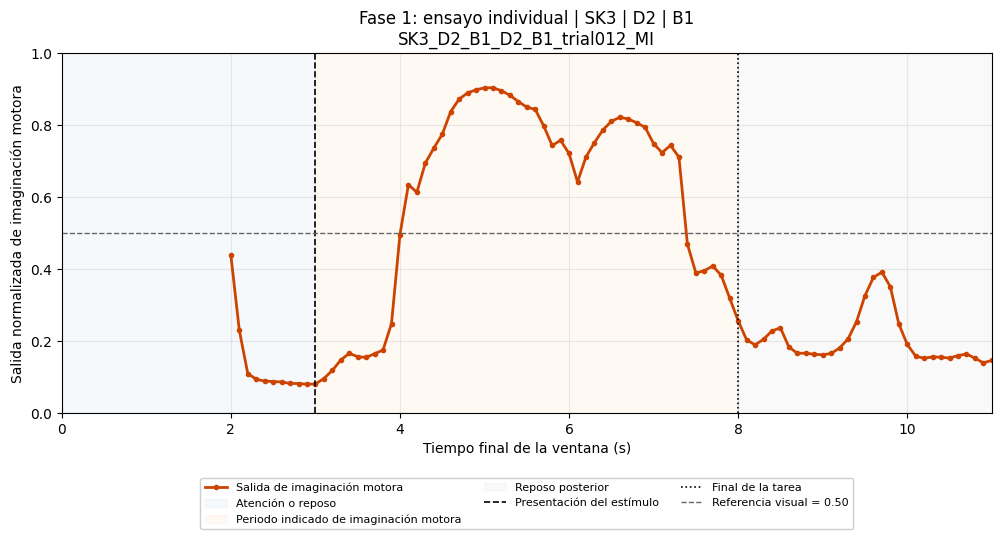 Fase 1: ensayo individual | SK3 | D2 | B1
SK3_D2_B1_D2_B1_trial012_MI
Salida normalizada de imaginación motora
1.0
0.8
0.6
0.4
0.2
0.0
0
2
4
6
8
10
Tiempo final de la ventana (s)
Salida de imaginación motora
Atención o reposo
Periodo indicado de imaginación motora
Reposo posterior
Presentación del estímulo
Final de la tarea
Referencia visual = 0.50